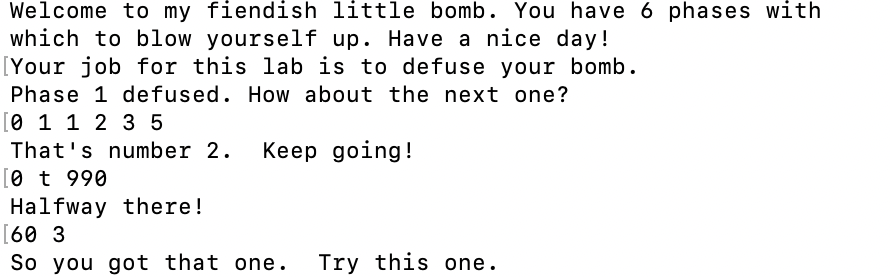 Welcome to my fiendish little bomb. You have 6 phases with
which to blow yourself up. Have a nice day!
[Your job for this lab is to defuse your bomb.
Phase 1 defused. How about the next one?
[0 1 1 2 3 5
That's number 2.  Keep going!
[0 t 990
Halfway there!
[60 3
So you got that one.  Try this one.